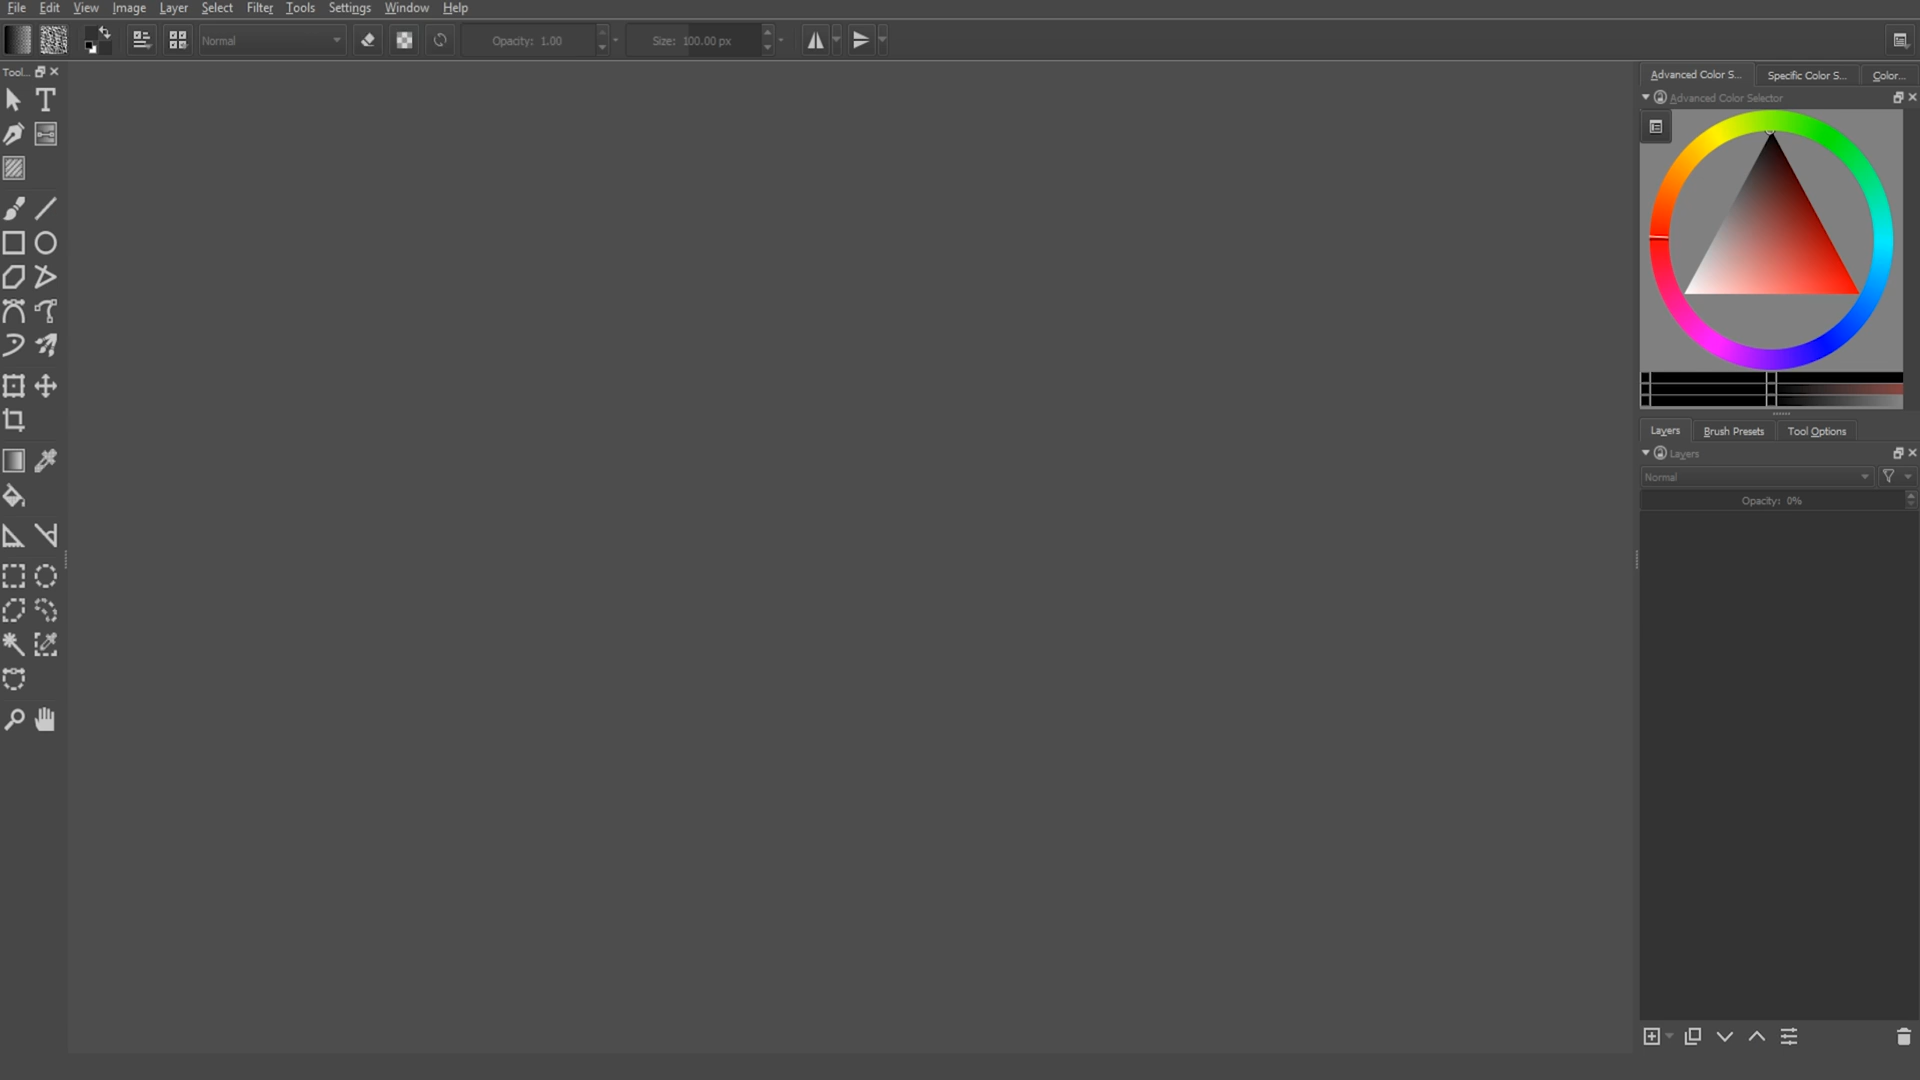 File Edit View Image Layer Select Filter Tools Settings Window Help
Normal Opacity: 1.00 Size: 100.00 px
Tool...
Advanced Color S... Specific Color S... Color...
Advanced Color Selector
Layers Brush Presets Tool Options
Layers
Normal
Opacity: 0%